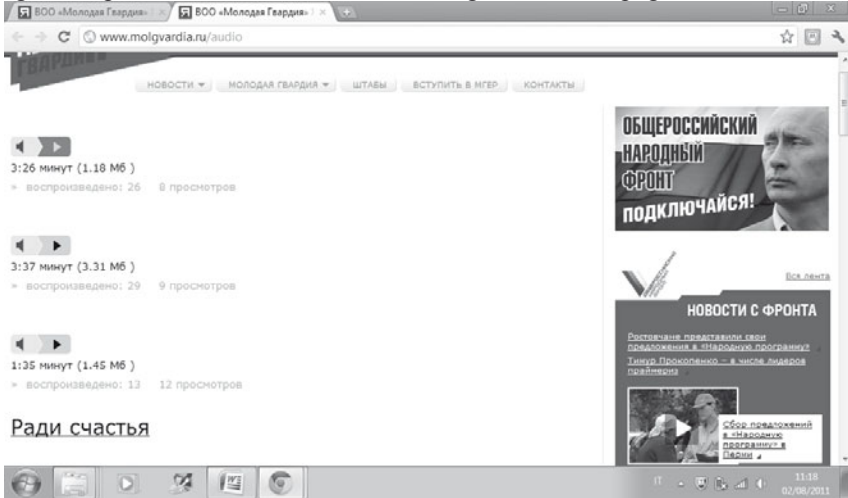 ВОО «Молодая Гвардия»
ВОО «Молодая Гвардия»
www.molgvardia.ru/audio
ГВАРДИЯ
НОВОСТИ
МОЛОДАЯ ГВАРДИЯ
ШТАБЫ
ВСТУПИТЬ В МГЕР
КОНТАКТЫ
3:26 минут (1.18 Мб )
» воспроизведено: 26 8 просмотров
3:37 минут (3.31 Мб )
» воспроизведено: 29 9 просмотров
1:35 минут (1.45 Мб )
» воспроизведено: 13 12 просмотров
Ради счастья
ОБЩЕРОССИЙСКИЙ
НАРОДНЫЙ
ФРОНТ
ПОДКЛЮЧАЙСЯ!
Вся лента
НОВОСТИ С ФРОНТА
Ростовчане представили свои
предложения в «Народную программу»
Тимур Прокопенко – в числе лидеров
праймериз
Сбор предложений
в «Народную
программу» в
Перми
IT
11:18
02/08/2011